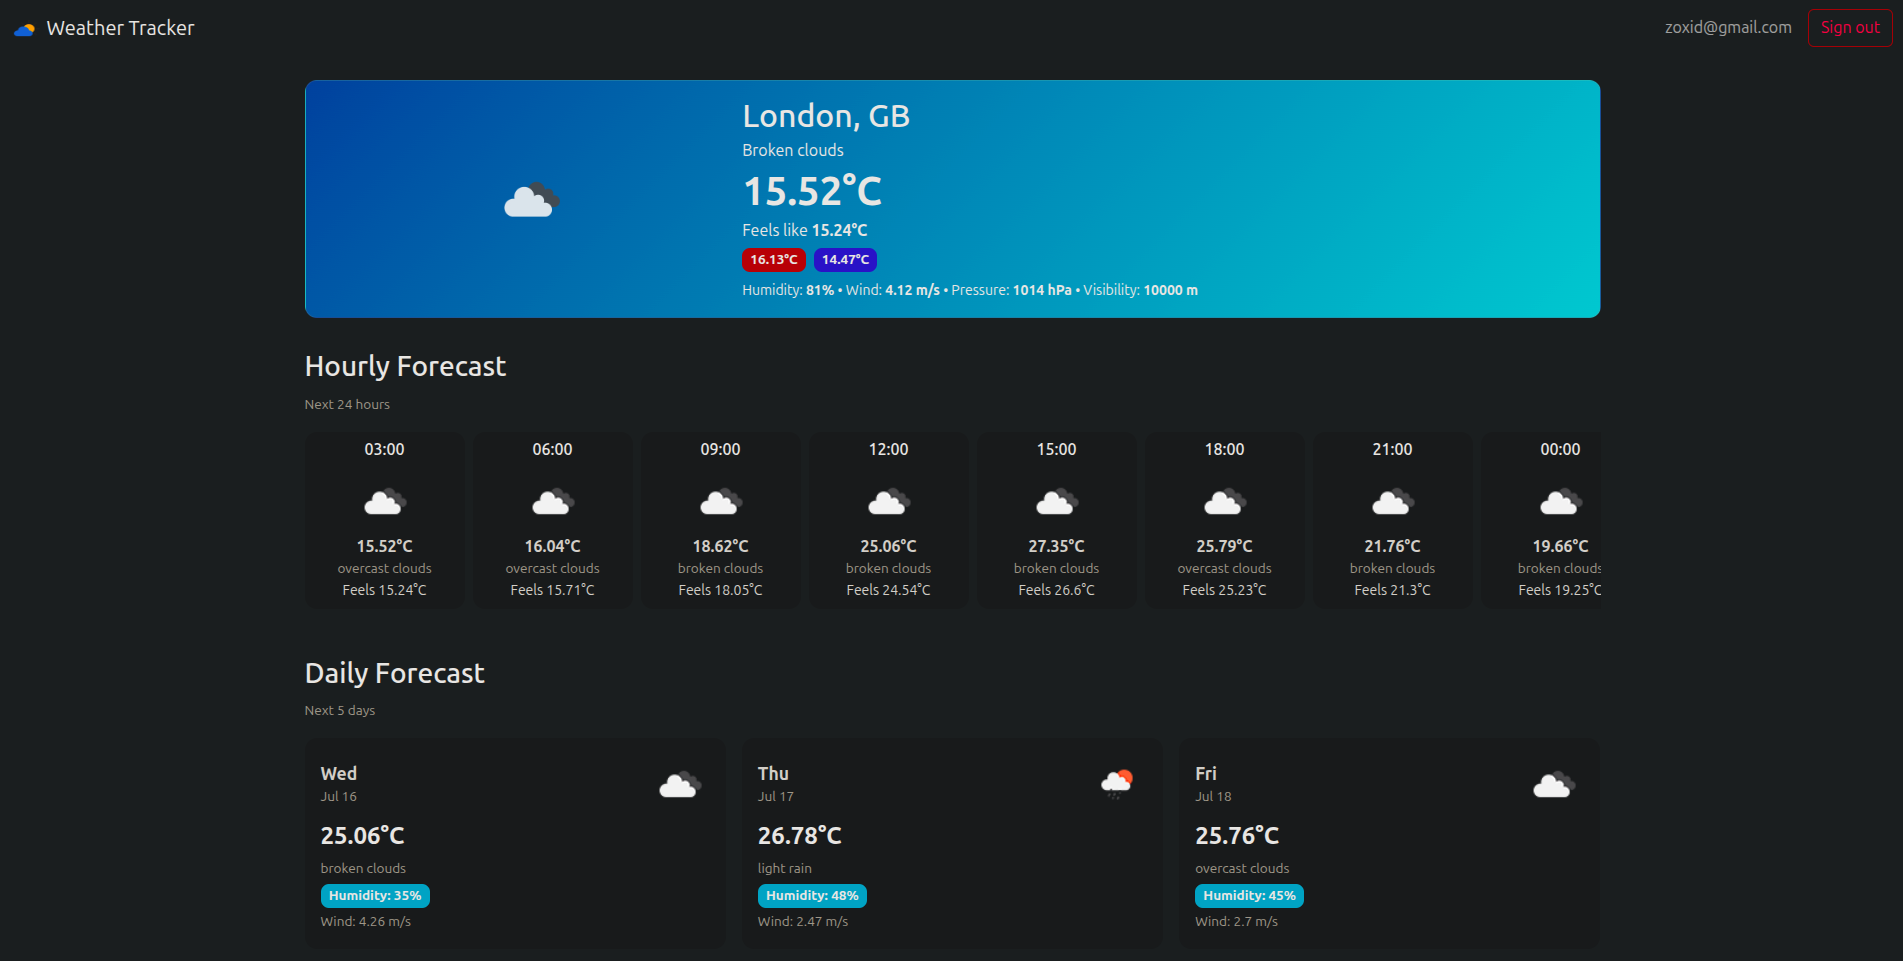 Weather Tracker
zoxid@gmail.com
Sign out
London, GB
Broken clouds
15.52°C
Feels like 15.24°C
16.13°C 14.47°C
Humidity: 81% • Wind: 4.12 m/s • Pressure: 1014 hPa • Visibility: 10000 m
Hourly Forecast
Next 24 hours
03:00
15.52°C
overcast clouds
Feels 15.24°C
06:00
16.04°C
overcast clouds
Feels 15.71°C
09:00
18.62°C
broken clouds
Feels 18.05°C
12:00
25.06°C
broken clouds
Feels 24.54°C
15:00
27.35°C
broken clouds
Feels 26.6°C
18:00
25.79°C
overcast clouds
Feels 25.23°C
21:00
21.76°C
broken clouds
Feels 21.3°C
00:00
19.66°C
broken clouds
Feels 19.25°C
Daily Forecast
Next 5 days
Wed
Jul 16
25.06°C
broken clouds
Humidity: 35%
Wind: 4.26 m/s
Thu
Jul 17
26.78°C
light rain
Humidity: 48%
Wind: 2.47 m/s
Fri
Jul 18
25.76°C
overcast clouds
Humidity: 45%
Wind: 2.7 m/s